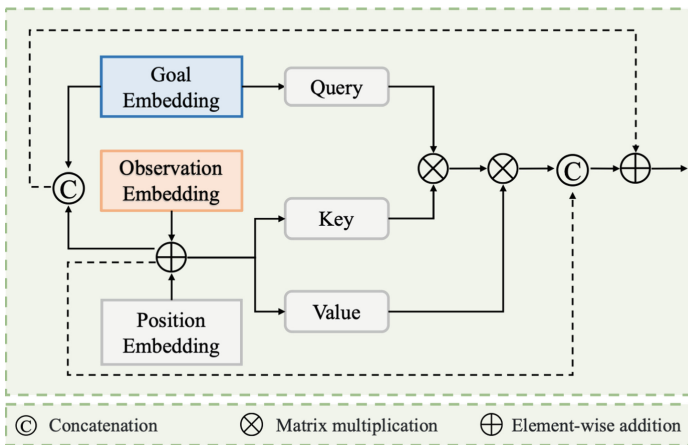 Goal
Embedding
Query
Observation
Embedding
C
C
Key
Value
Position
Embedding
C Concatenation
Matrix multiplication
Element-wise addition